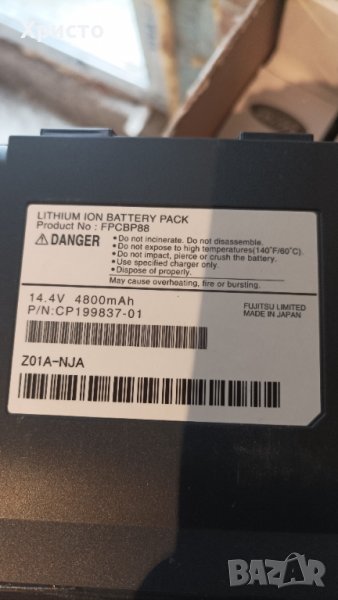 Христо
LITHIUM ION BATTERY PACK
Product No : FPCBP88
⚠DANGER
• Do not incinerate. Do not disassemble.
• Do not expose to high temperatures(140°F/60°C).
• Do not impact, pierce or crush the battery.
• Use specified charger only.
• Dispose of properly.
May cause overheating, fire or bursting.
14.4V 4800mAh
P/N:CP199837-01
FUJITSU LIMITED
MADE IN JAPAN
Z01A-NJA
BAZAR
bg